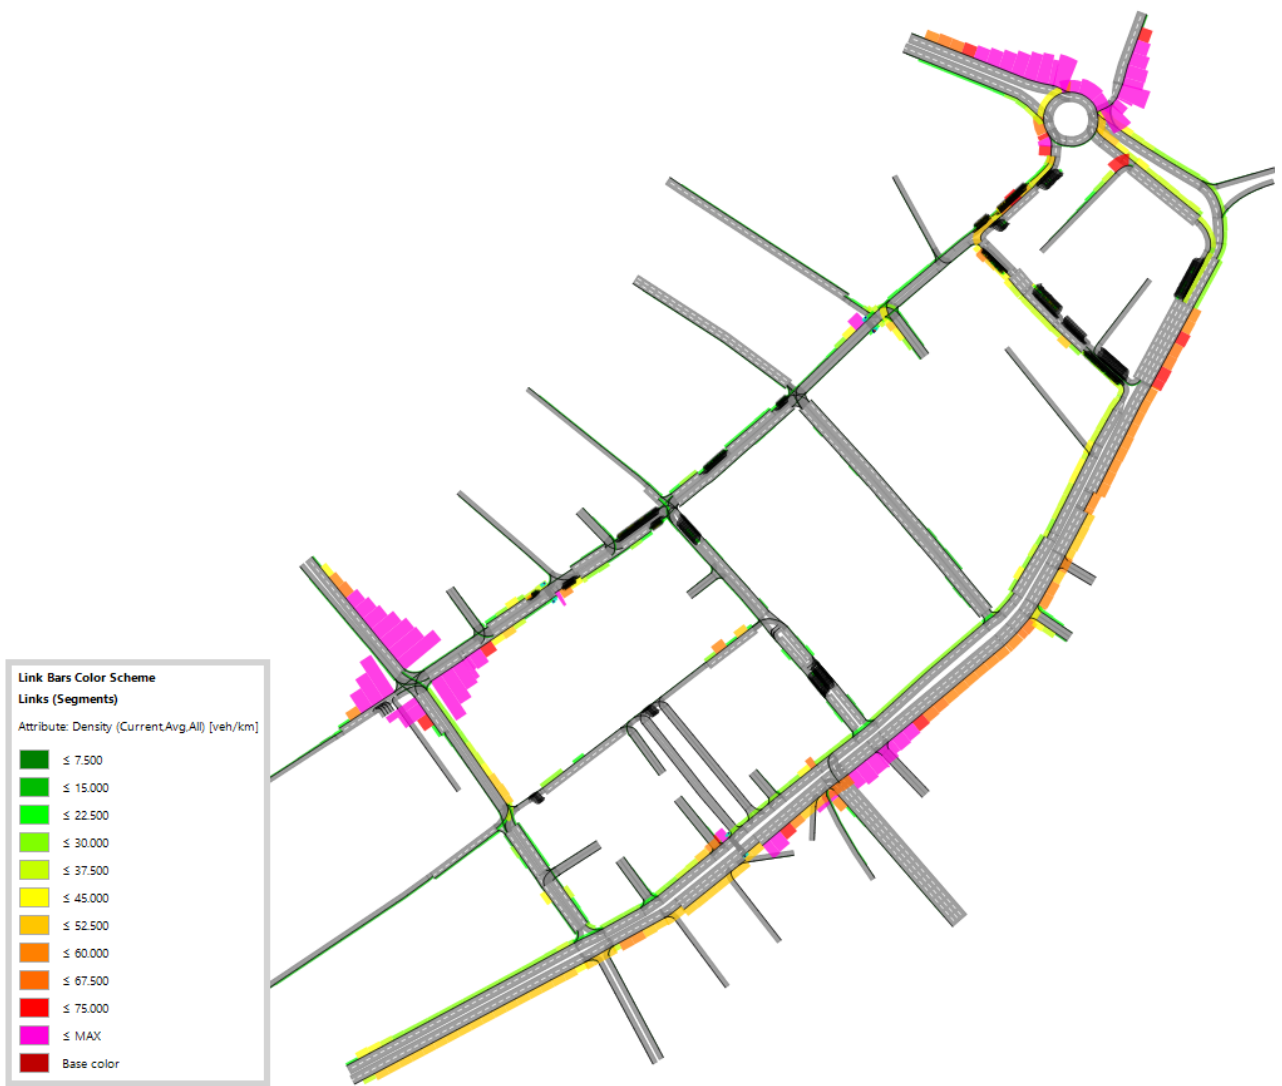 Link Bars Color Scheme
Links (Segments)
Attribute: Density (Current,Avg,All) [veh/km]
≤ 7.500
≤ 15.000
≤ 22.500
≤ 30.000
≤ 37.500
≤ 45.000
≤ 52.500
≤ 60.000
≤ 67.500
≤ 75.000
≤ MAX
Base color